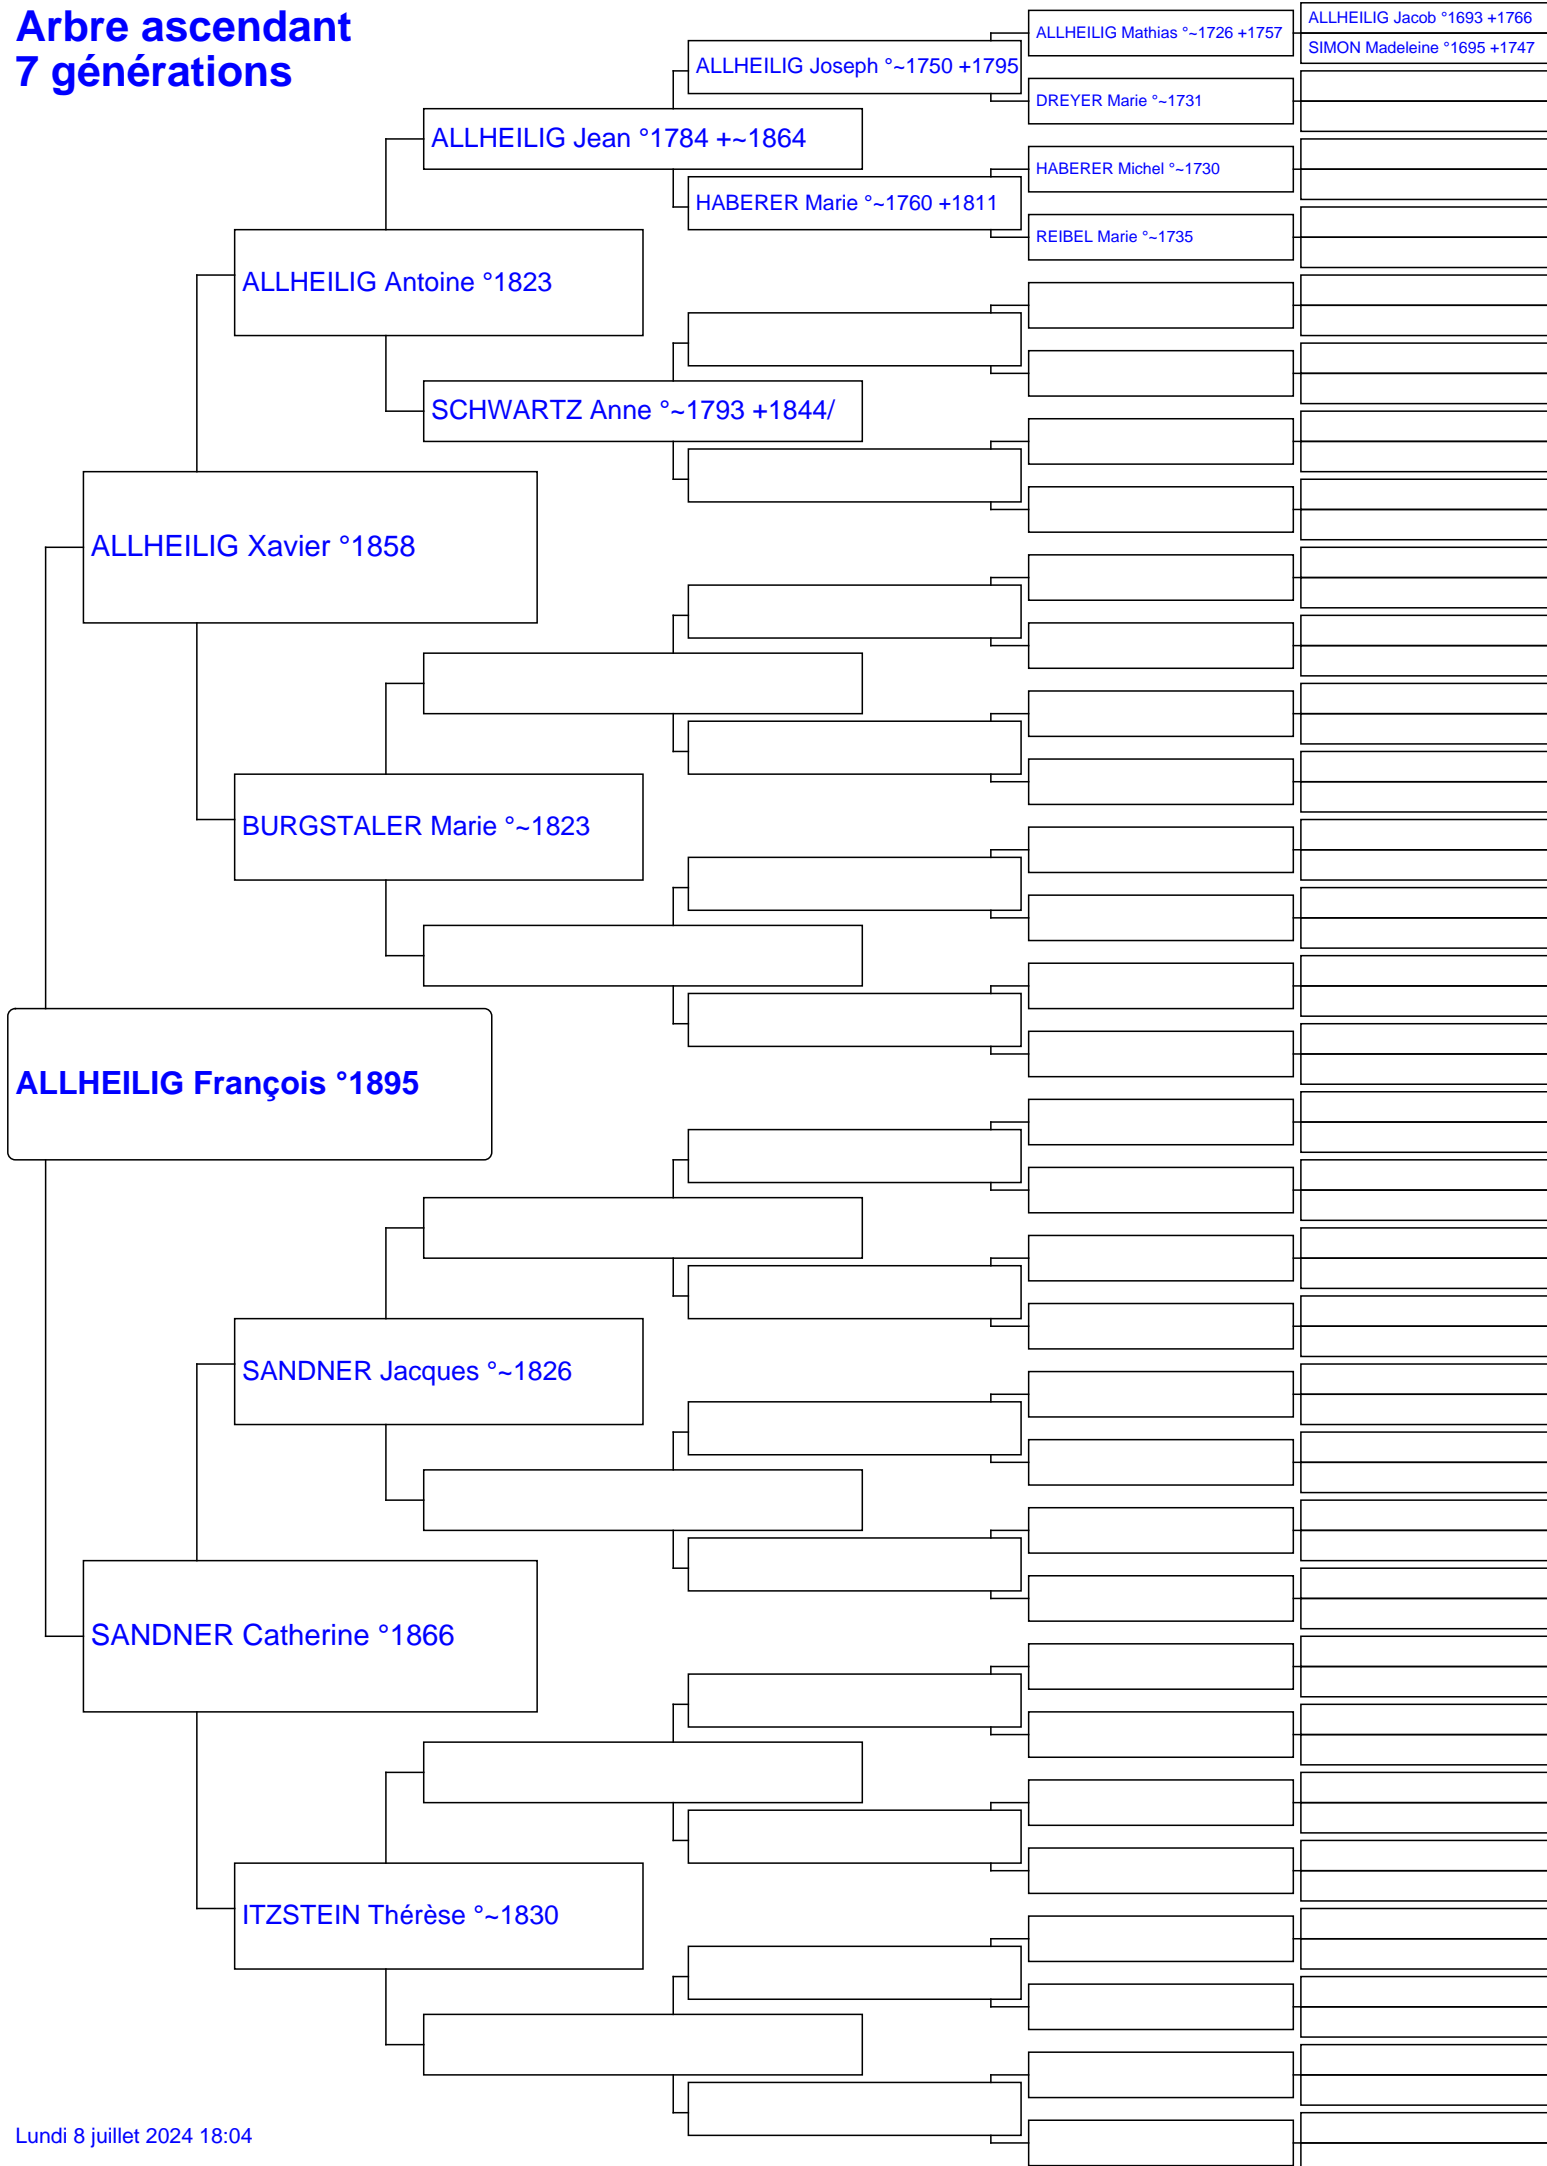 Arbre ascendant
7 générations
ALLHEILIG Jacob °1693 +1766
ALLHEILIG Mathias °~1726 +1757
SIMON Madeleine °1695 +1747
ALLHEILIG Joseph °~1750 +1795
DREYER Marie °~1731
ALLHEILIG Jean °1784 +~1864
HABERER Michel °~1730
HABERER Marie °~1760 +1811
REIBEL Marie °~1735
ALLHEILIG Antoine °1823
SCHWARTZ Anne °~1793 +1844/
ALLHEILIG Xavier °1858
BURGSTALER Marie °~1823
ALLHEILIG François °1895
SANDNER Jacques °~1826
SANDNER Catherine °1866
ITZSTEIN Thérèse °~1830
Lundi 8 juillet 2024 18:04